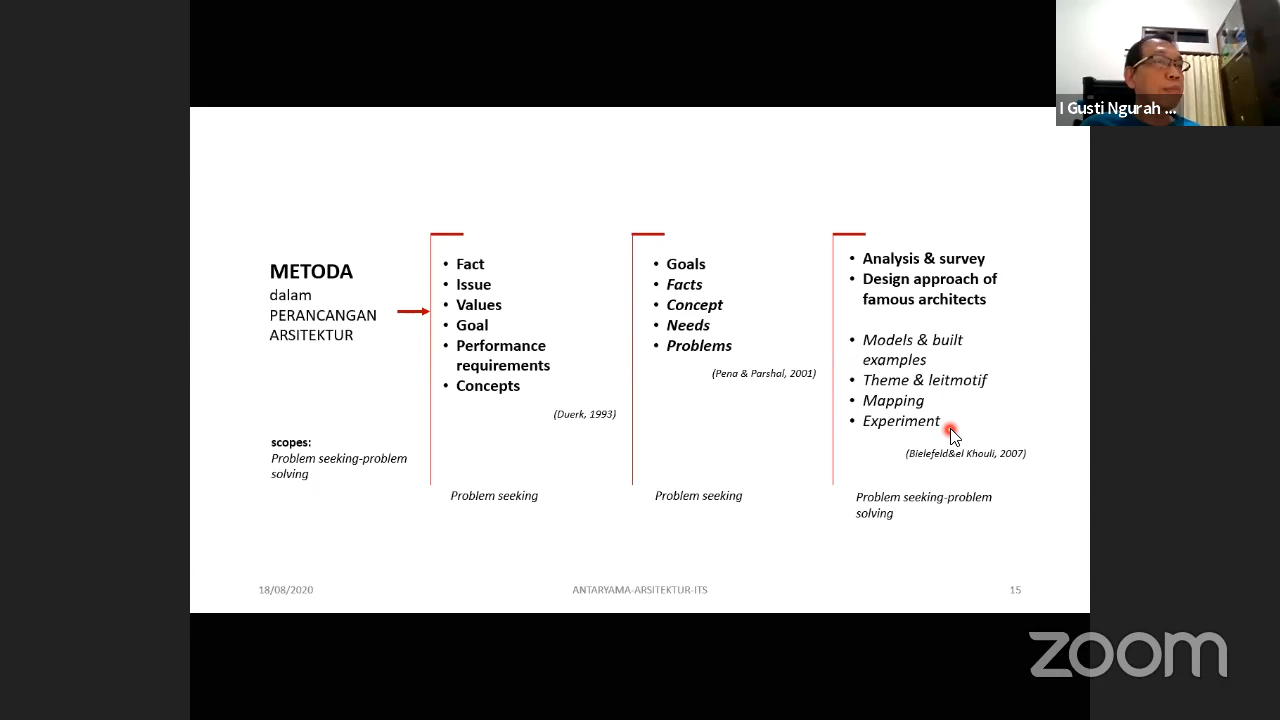 I Gusti Ngurah ...
METODA
dalam
PERANCANGAN
ARSITEKTUR
scopes:
Problem seeking-problem
solving
• Fact
• Issue
• Values
• Goal
• Performance
requirements
• Concepts
(Duerk, 1993)
Problem seeking
• Goals
• Facts
• Concept
• Needs
• Problems
(Pena & Parshal, 2001)
Problem seeking
• Analysis & survey
• Design approach of
famous architects
• Models & built
examples
• Theme & leitmotif
• Mapping
• Experiment
(Bielefeld&el Khouli, 2007)
Problem seeking-problem
solving
18/08/2020
ANTARYAMA-ARSITEKTUR-ITS
15
zoom